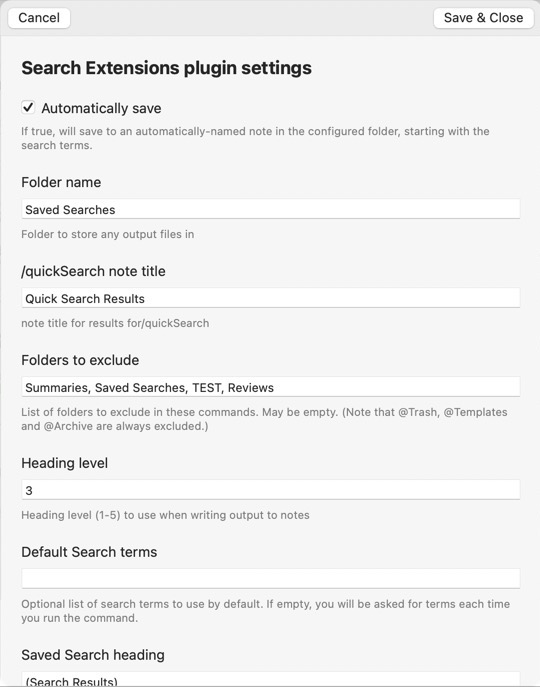 Cancel
Save & Close
Search Extensions plugin settings
Automatically save
If true, will save to an automatically-named note in the configured folder, starting with the
search terms.
Folder name
Saved Searches
Folder to store any output files in
/quickSearch note title
Quick Search Results
note title for results for/quickSearch
Folders to exclude
Summaries, Saved Searches, TEST, Reviews
List of folders to exclude in these commands. May be empty. (Note that @Trash, @Templates
and @Archive are always excluded.)
Heading level
3
Heading level (1-5) to use when writing output to notes
Default Search terms
Optional list of search terms to use by default. If empty, you will be asked for terms each time
you run the command.
Saved Search heading
(Search Results)